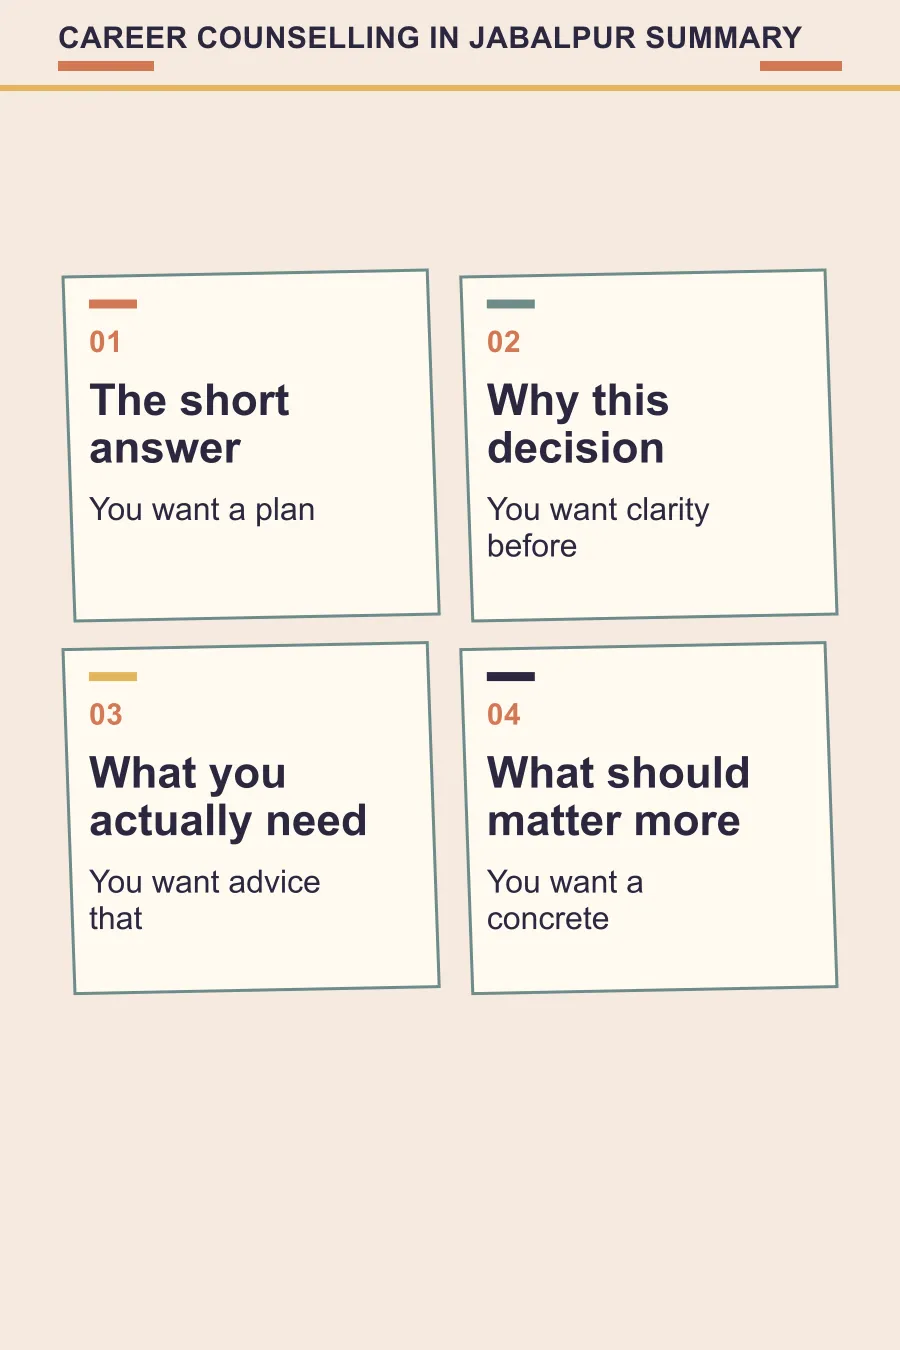 CAREER COUNSELLING IN JABALPUR SUMMARY
01
The short
answer
You want a plan
02
Why this
decision
You want clarity
before
03
What you
actually need
You want advice
that
04
What should
matter more
You want a
concrete